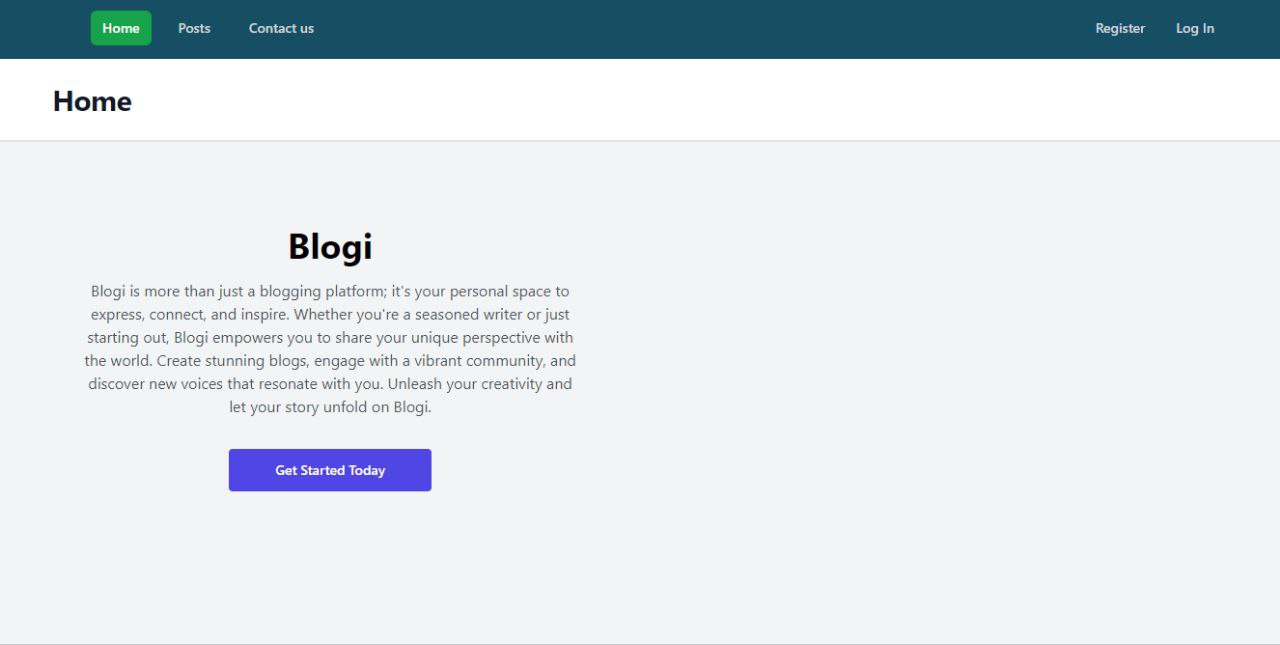 Home Posts Contact us Register Log In
Home
Blogi
Blogi is more than just a blogging platform; it's your personal space to
express, connect, and inspire. Whether you're a seasoned writer or just
starting out, Blogi empowers you to share your unique perspective with
the world. Create stunning blogs, engage with a vibrant community, and
discover new voices that resonate with you. Unleash your creativity and
let your story unfold on Blogi.
Get Started Today